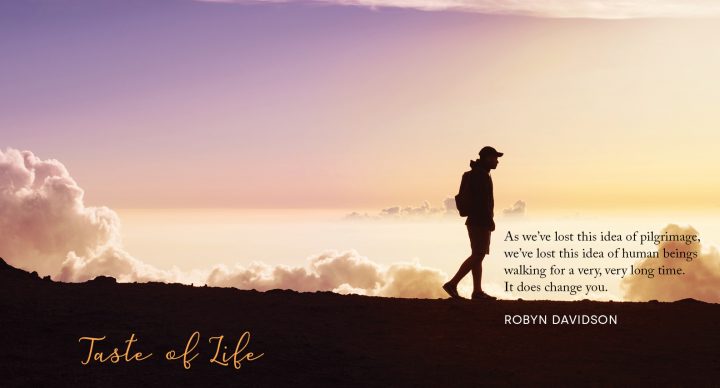 As we've lost this idea of pilgrimage,
we've lost this idea of human beings
walking for a very, very long time.
It does change you.
ROBYN DAVIDSON
Taste of Life